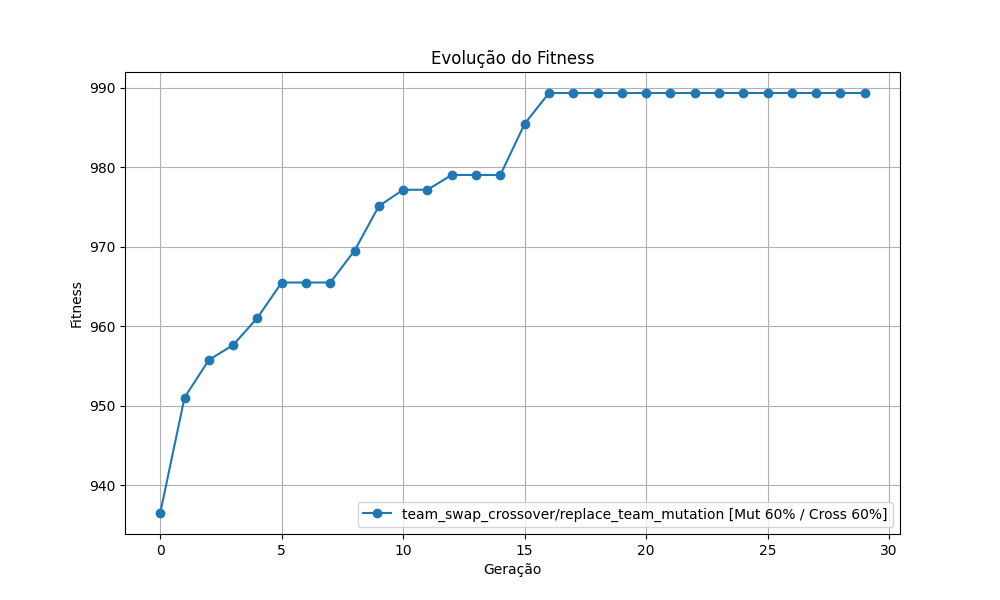 Evolução do Fitness
Fitness
990
980
970
960
950
940
team_swap_crossover/replace_team_mutation [Mut 60% / Cross 60%]
0 5 10 15 20 25 30
Geração